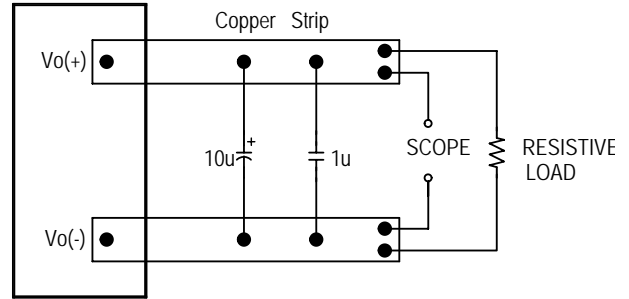 Copper Strip
Vo(+)
+
10u
1u
SCOPE
RESISTIVE
LOAD
Vo(-)